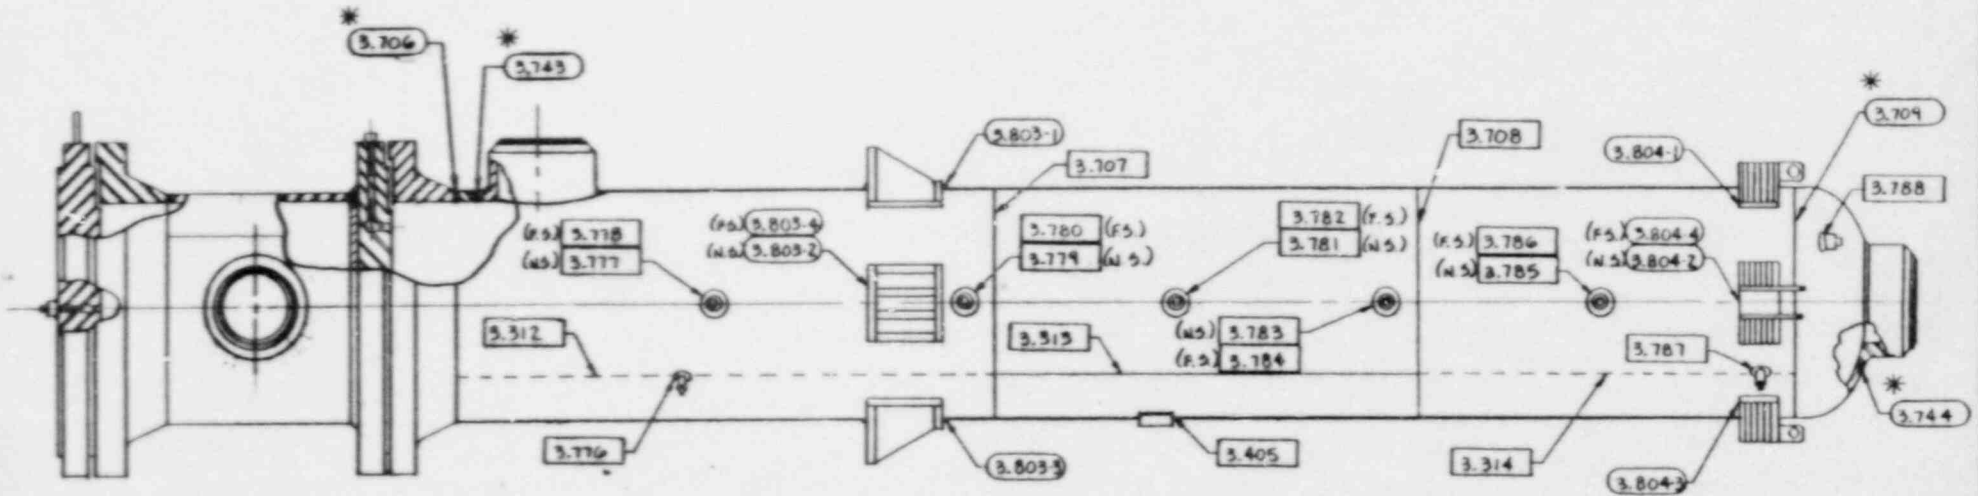 *
3.706
*
3.743
3.803-1
3.707
3.708
3.804-1
*
3.709
3.788
(F.S.) 3.778
(N.S.) 3.777
(F.S.) 3.803-4
(N.S.) 3.803-2
3.780 (F.S.)
3.779 (N.S.)
3.782 (F.S.)
3.781 (N.S.)
(F.S.) 3.786
(N.S.) 3.785
(F.S.) 3.804-4
(N.S.) 3.804-2
3.312
3.313
(N.S.) 3.783
(F.S.) 3.784
3.787
*
3.744
3.776
3.803-3
3.405
3.314
3.804-3